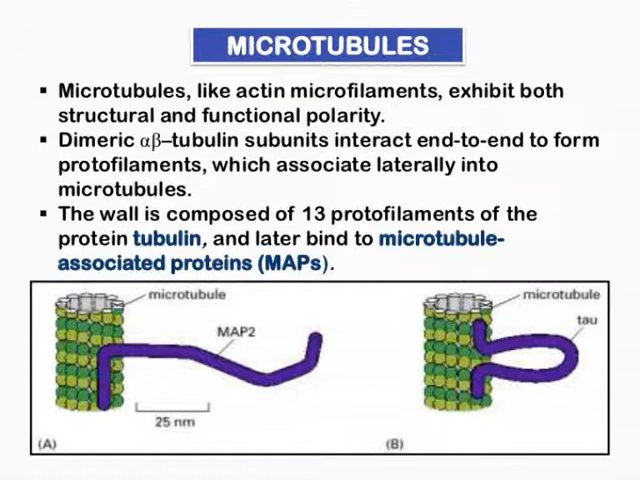 MICROTUBULES
▪ Microtubules, like actin microfilaments, exhibit both
structural and functional polarity.
▪ Dimeric αβ–tubulin subunits interact end-to-end to form
protofilaments, which associate laterally into
microtubules.
▪ The wall is composed of 13 protofilaments of the
protein tubulin, and later bind to microtubule-
associated proteins (MAPs).
microtubule
MAP2
25 nm
(A)
microtubule
tau
(B)